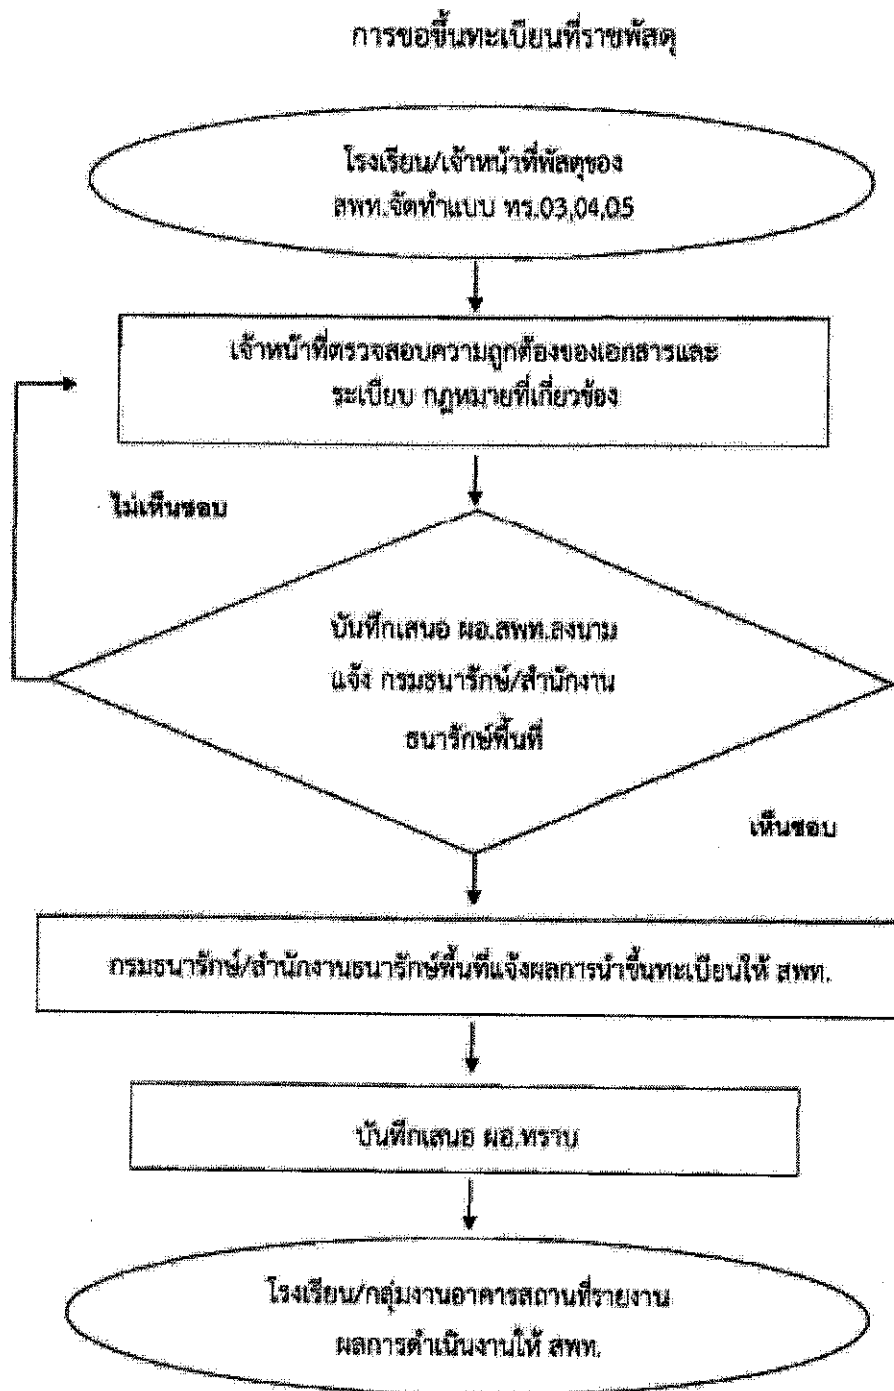 การขอขึ้นทะเบียนที่ราชพัสดุ
โรงเรียน/เจ้าหน้าที่พัสดุของ
สพท.จัดทำแบบ ทร.03,04,05
เจ้าหน้าที่ตรวจสอบความถูกต้องของเอกสารและ
ระเบียบ กฎหมายที่เกี่ยวข้อง
ไม่เห็นชอบ
บันทึกเสนอ ผอ.สพท.ลงนาม
แจ้ง กรมธนารักษ์/สำนักงาน
ธนารักษ์พื้นที่
เห็นชอบ
กรมธนารักษ์/สำนักงานธนารักษ์พื้นที่แจ้งผลการนำขึ้นทะเบียนให้ สพท.
บันทึกเสนอ ผอ.ทราบ
โรงเรียน/กลุ่มงานอาคารสถานที่รายงาน
ผลการดำเนินงานให้ สพท.